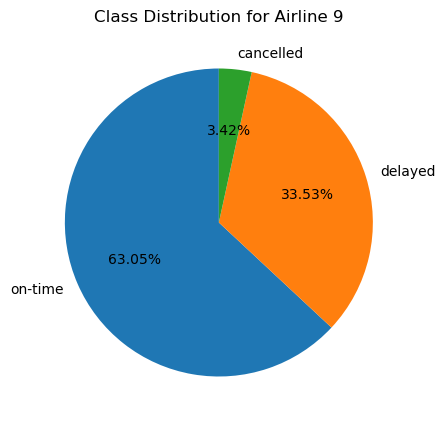 Class Distribution for Airline 9
cancelled
3.42%
delayed
33.53%
63.05%
on-time